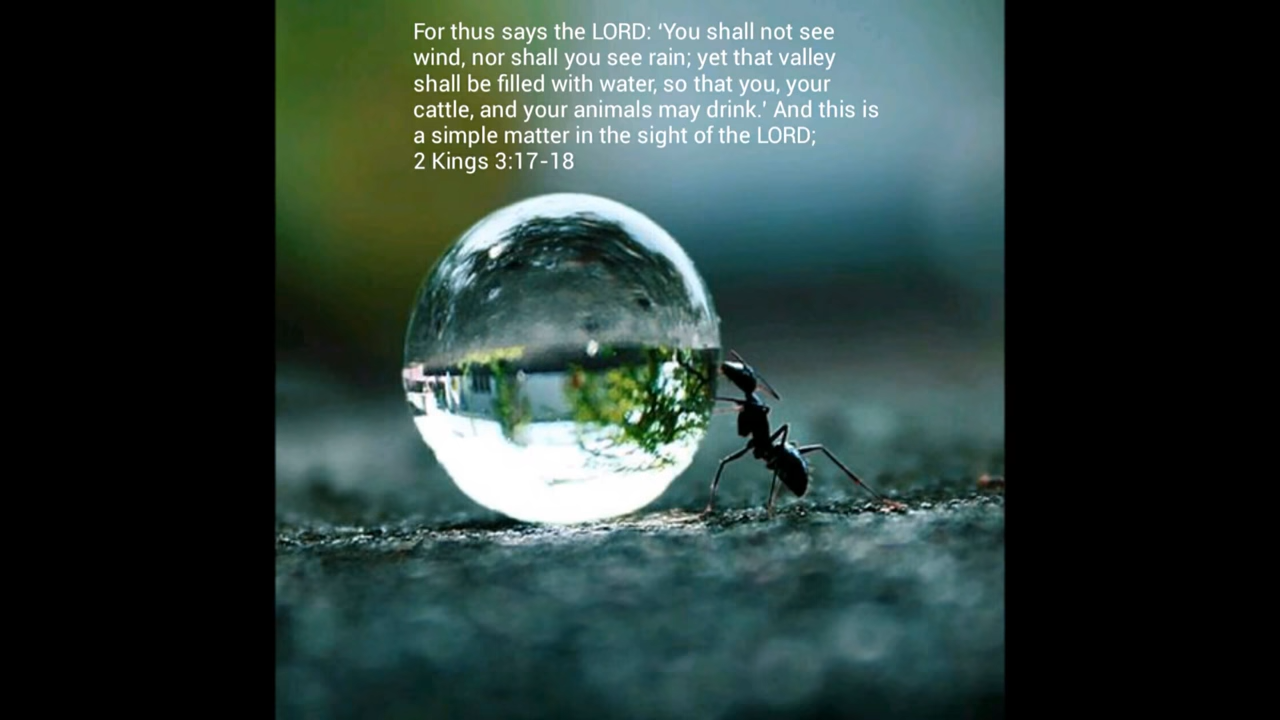 For thus says the LORD: ‘You shall not see
wind, nor shall you see rain; yet that valley
shall be filled with water, so that you, your
cattle, and your animals may drink.’ And this is
a simple matter in the sight of the LORD;
2 Kings 3:17-18